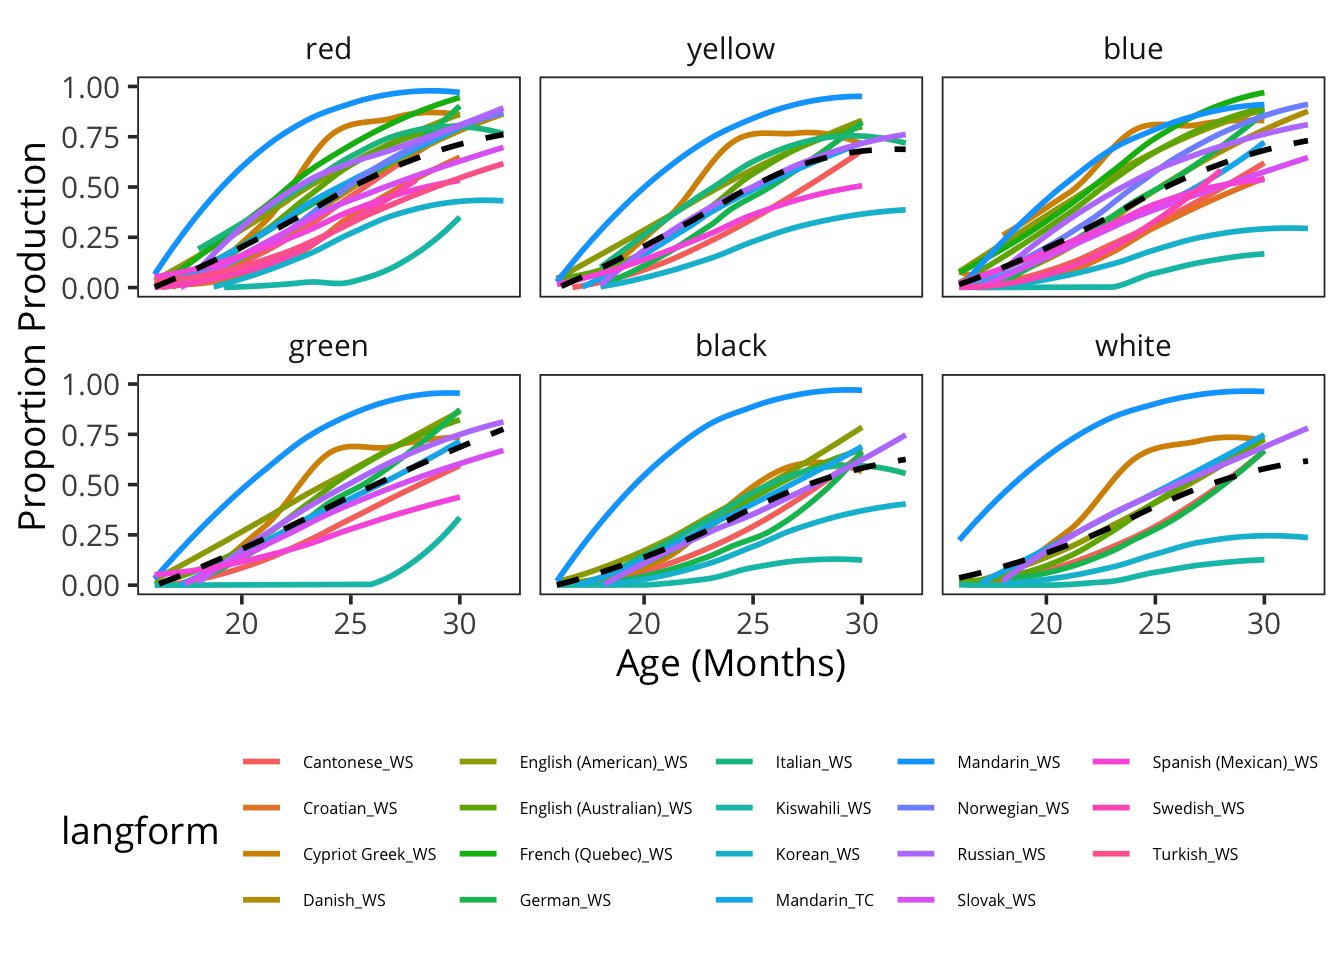 red yellow blue
1.00
0.75
0.50
0.25
0.00
green black white
1.00
0.75
0.50
0.25
0.00
20 25 30 20 25 30 20 25 30
Proportion Production
Age (Months)
langform
Cantonese_WS English (American)_WS Italian_WS Mandarin_WS Spanish (Mexican)_WS
Croatian_WS English (Australian)_WS Kiswahili_WS Norwegian_WS Swedish_WS
Cypriot Greek_WS French (Quebec)_WS Korean_WS Russian_WS Turkish_WS
Danish_WS German_WS Mandarin_TC Slovak_WS